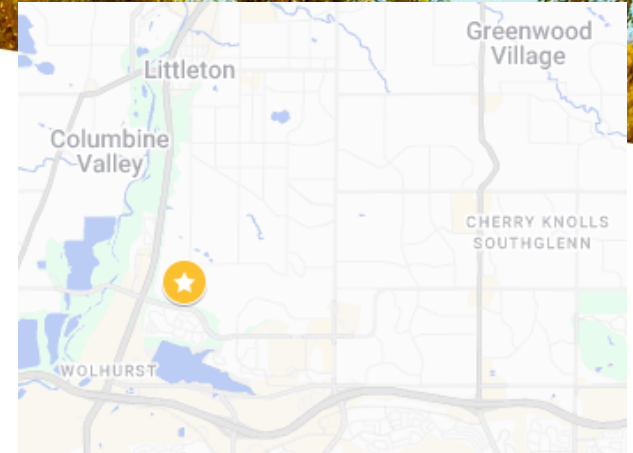 Greenwood
Village
Littleton
Columbine
Valley
CHERRY KNOLLS
SOUTHGLENN
WOLHURST